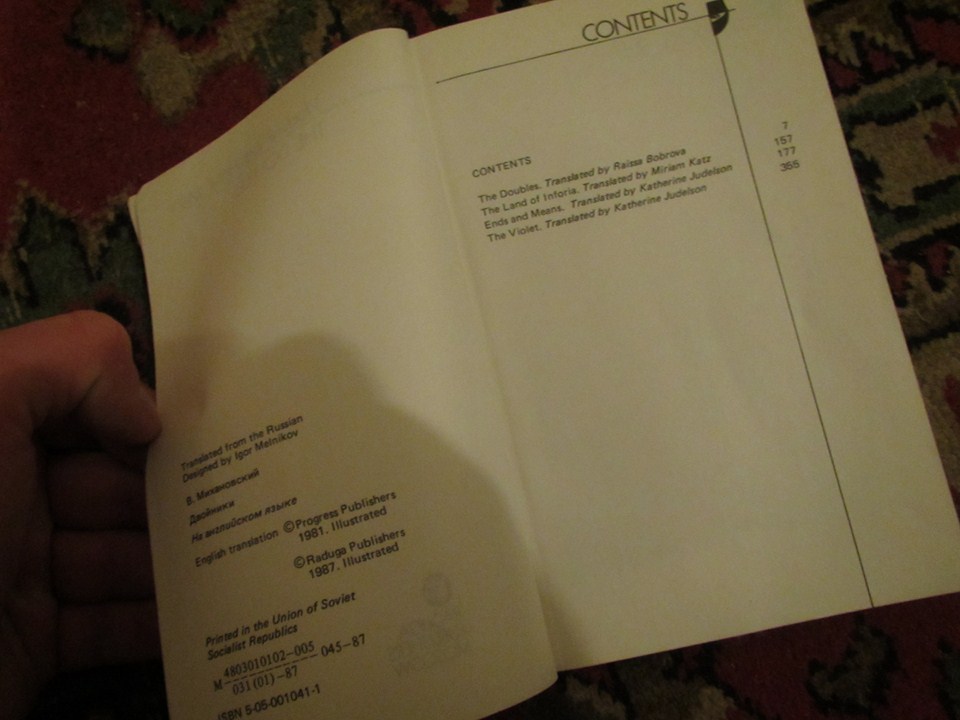 Translated from the Russian
Designed by Igor Melnikov
В. Михановский
Двойники
На английском языке
English translation ©Progress Publishers
1981. Illustrated
©Raduga Publishers
1987. Illustrated
Printed in the Union of Soviet
Socialist Republics
М 4803010102–005 045–87
031 (01) –87
ISBN 5-05-001041-1
CONTENTS
CONTENTS
The Doubles. Translated by Raissa Bobrova 7
The Land of Inforia. Translated by Miriam Katz 157
Ends and Means. Translated by Katherine Judelson 177
The Violet. Translated by Katherine Judelson 355